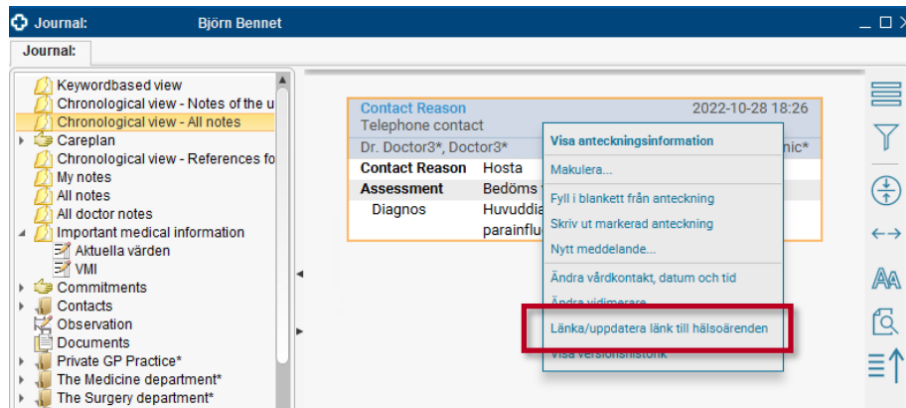 Journal: Björn Bennet
Journal:
Keywordbased view
Chronological view - Notes of the u
Chronological view - All notes
Careplan
Chronological view - References fo
My notes
All notes
All doctor notes
Important medical information
Aktuella värden
VMI
Commitments
Contacts
Observation
Documents
Private GP Practice*
The Medicine department*
The Surgery department*
Contact Reason 2022-10-28 18:26
Telephone contact
Dr. Doctor3*, Doctor3* nic*
Contact Reason Hosta
Assessment Bedöms
Diagnos Huvuddia
parainflu
Visa anteckningsinformation
Makulera...
Fyll i blankett från anteckning
Skriv ut markerad anteckning
Nytt meddelande...
Ändra vårdkontakt, datum och tid
Ändra vidimerare
Länka/uppdatera länk till hälsoärenden
Visa versionshistorik